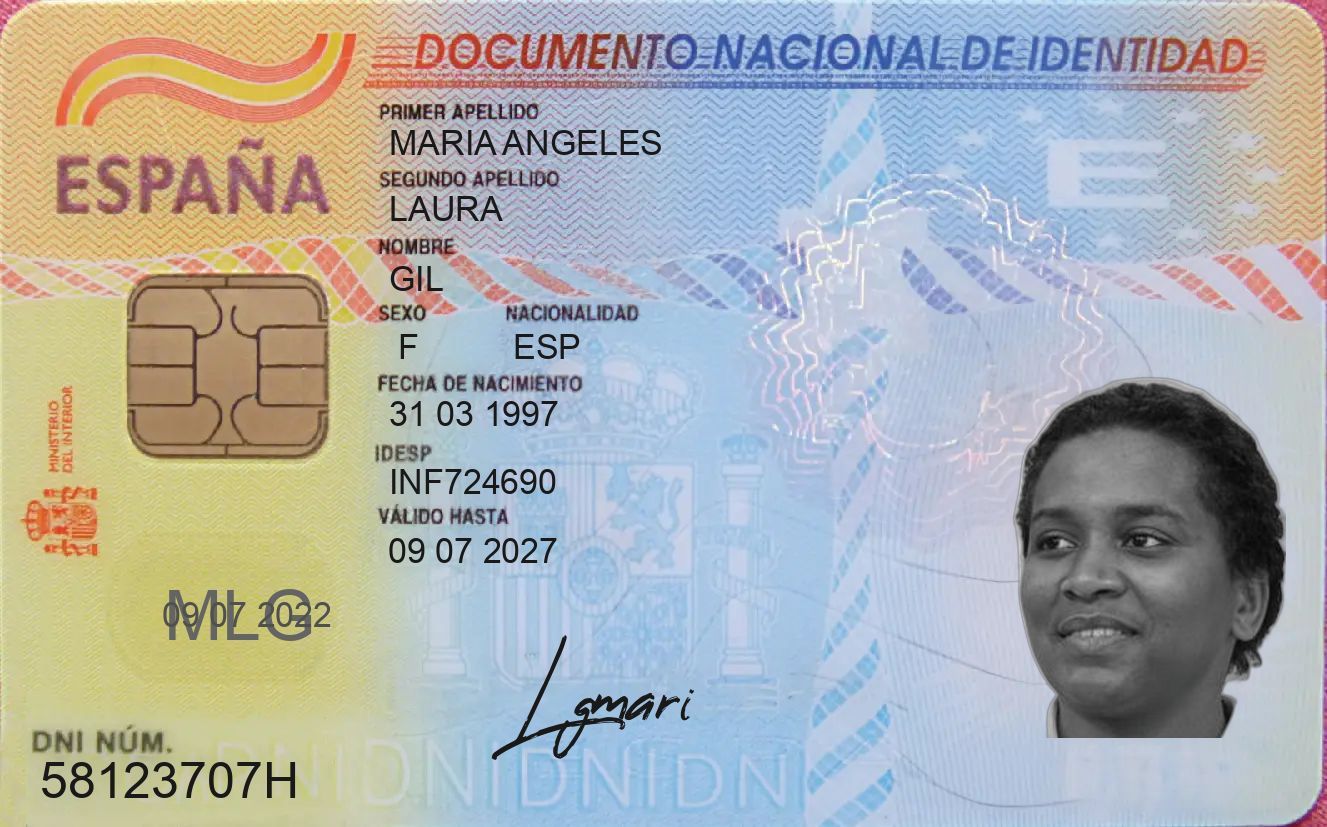 DOCUMENTO NACIONAL DE IDENTIDAD
ESPAÑA
PRIMER APELLIDO
MARIA ANGELES
SEGUNDO APELLIDO
LAURA
NOMBRE
GIL
SEXO NACIONALIDAD
F ESP
FECHA DE NACIMIENTO
31 03 1997
IDESP
INF724690
VÁLIDO HASTA
09 07 2027
MINISTERIO
DEL INTERIOR
E
09 07 2022
MLG
Lgmari
DNI NÚM.
58123707H
DNIDNIDNIDNI